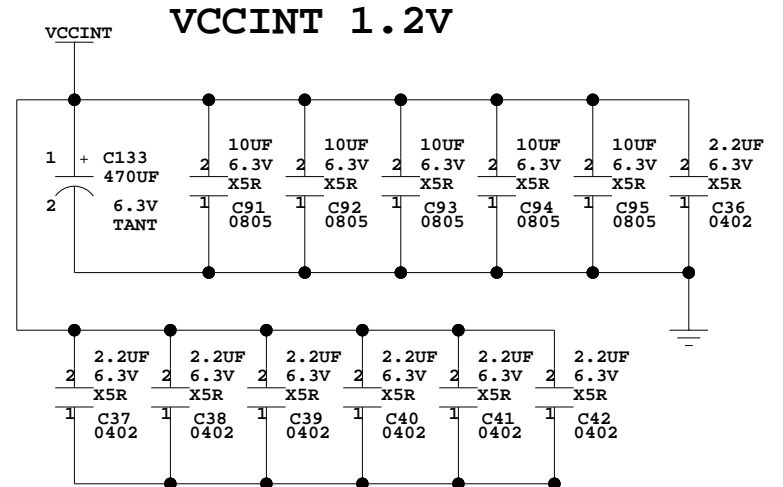 VCCINT 1.2V
VCCINT
1 + C133
470UF
2 6.3V
TANT
10UF
2 6.3V
X5R
1 C91
0805
10UF
2 6.3V
X5R
1 C92
0805
10UF
2 6.3V
X5R
1 C93
0805
10UF
2 6.3V
X5R
1 C94
0805
10UF
2 6.3V
X5R
1 C95
0805
2.2UF
2 6.3V
X5R
1 C36
0402
2.2UF
2 6.3V
X5R
1 C37
0402
2.2UF
2 6.3V
X5R
1 C38
0402
2.2UF
2 6.3V
X5R
1 C39
0402
2.2UF
2 6.3V
X5R
1 C40
0402
2.2UF
2 6.3V
X5R
1 C41
0402
2.2UF
2 6.3V
X5R
1 C42
0402